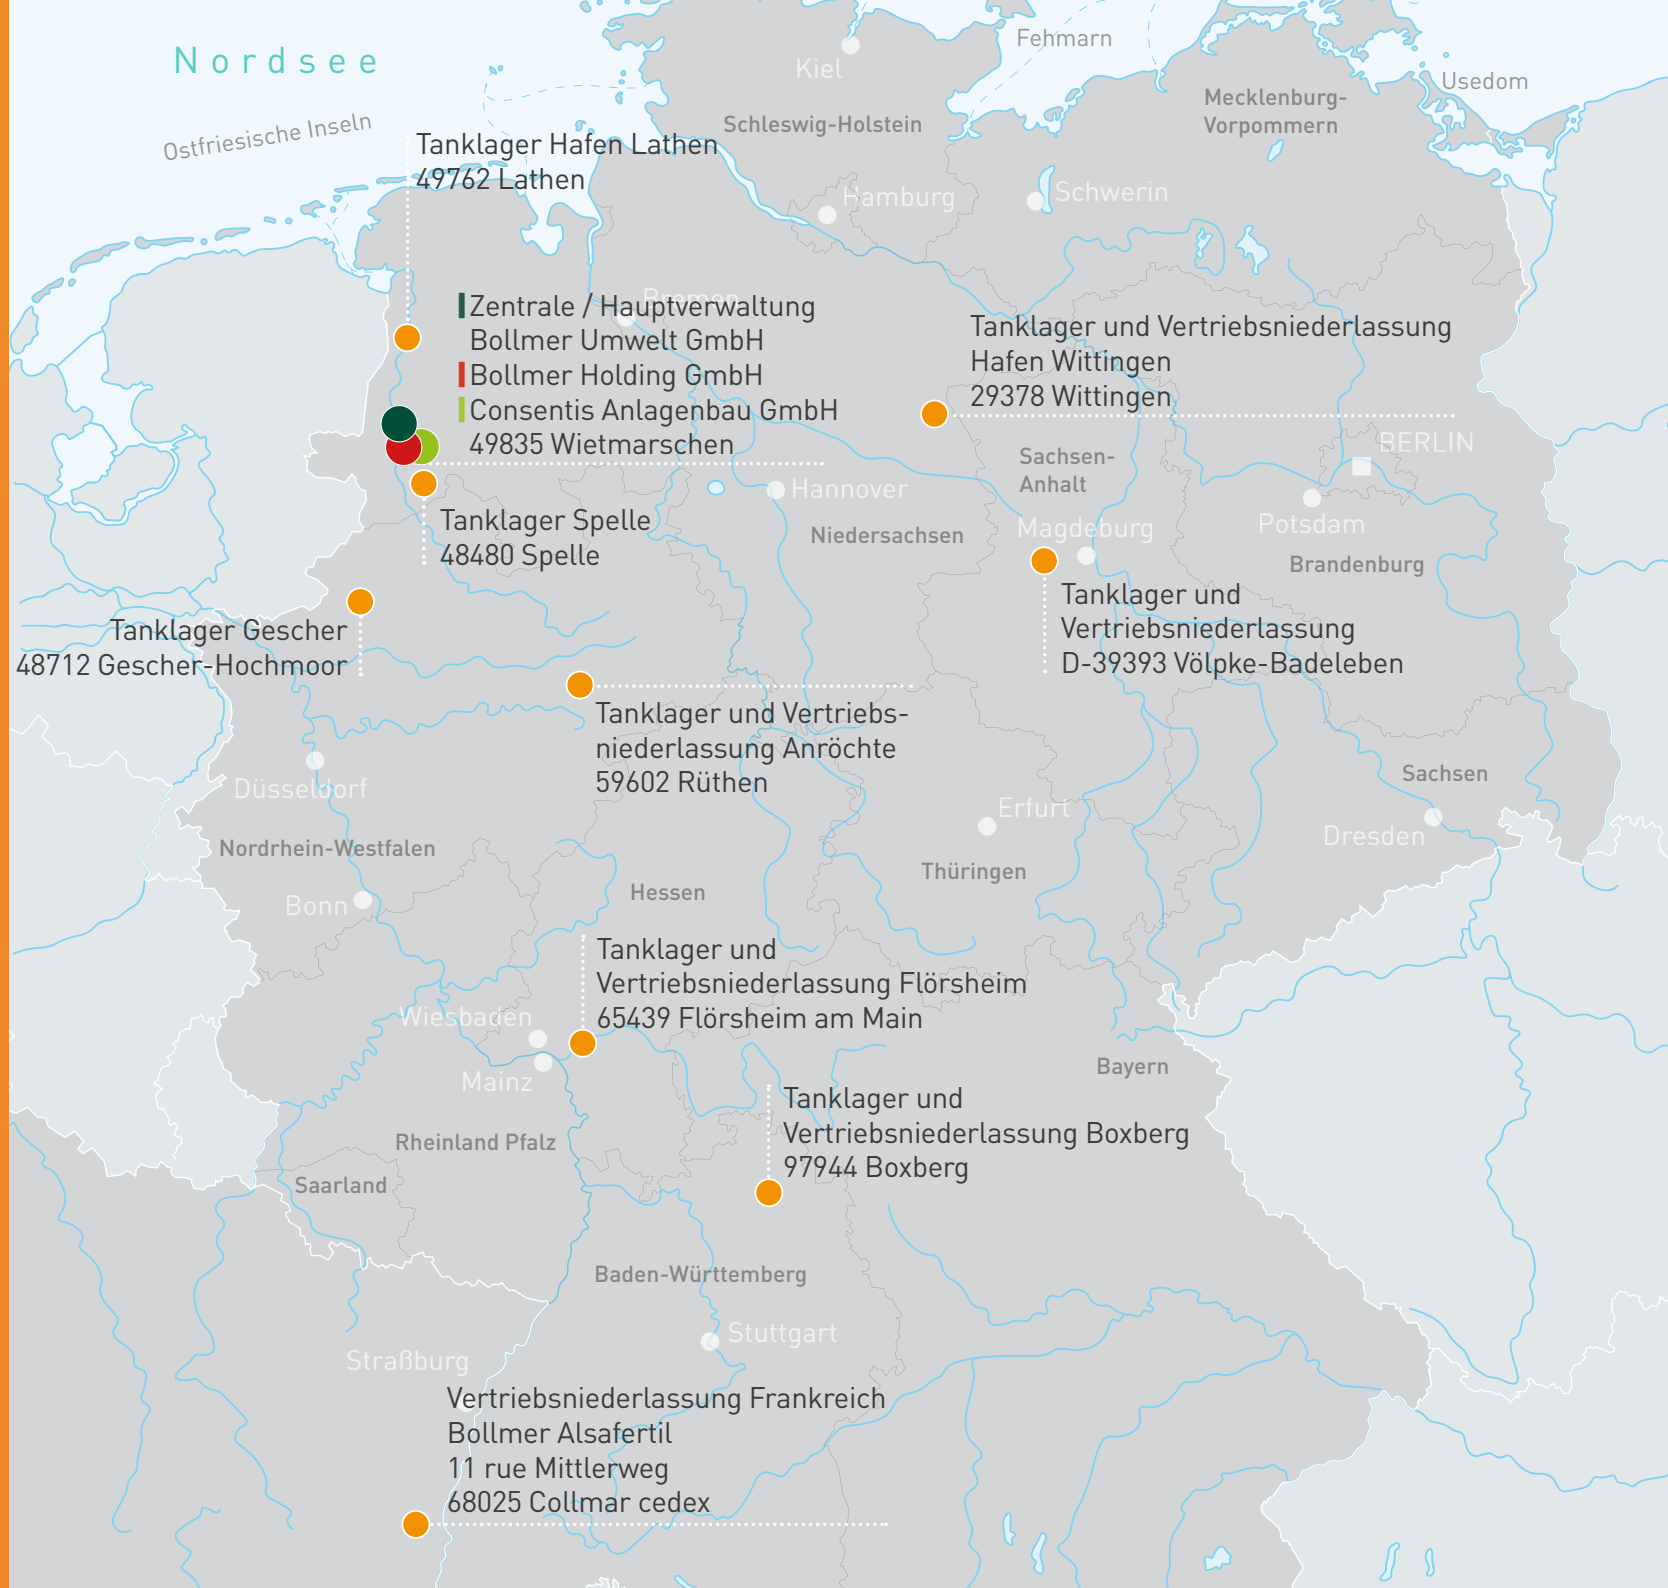 Nordsee
Ostfriesische Inseln
Kiel
Fehmarn
Usedom
Schleswig-Holstein
Mecklenburg-
Vorpommern
Tanklager Hafen Lathen
49762 Lathen
Hamburg
Schwerin
Bremen
Zentrale / Hauptverwaltung
Bollmer Umwelt GmbH
Bollmer Holding GmbH
Consentis Anlagenbau GmbH
49835 Wietmarschen
Tanklager und Vertriebsniederlassung
Hafen Wittingen
29378 Wittingen
BERLIN
Sachsen-
Anhalt
Hannover
Potsdam
Tanklager Spelle
48480 Spelle
Niedersachsen
Magdeburg
Brandenburg
Tanklager und
Vertriebsniederlassung
D-39393 Völpke-Badeleben
Tanklager Gescher
48712 Gescher-Hochmoor
Tanklager und Vertriebs-
niederlassung Anröchte
59602 Rüthen
Düsseldorf
Sachsen
Erfurt
Dresden
Nordrhein-Westfalen
Thüringen
Hessen
Bonn
Tanklager und
Vertriebsniederlassung Flörsheim
65439 Flörsheim am Main
Wiesbaden
Mainz
Bayern
Tanklager und
Vertriebsniederlassung Boxberg
97944 Boxberg
Rheinland Pfalz
Saarland
Baden-Württemberg
Stuttgart
Straßburg
Vertriebsniederlassung Frankreich
Bollmer Alsafertil
11 rue Mittlerweg
68025 Collmar cedex